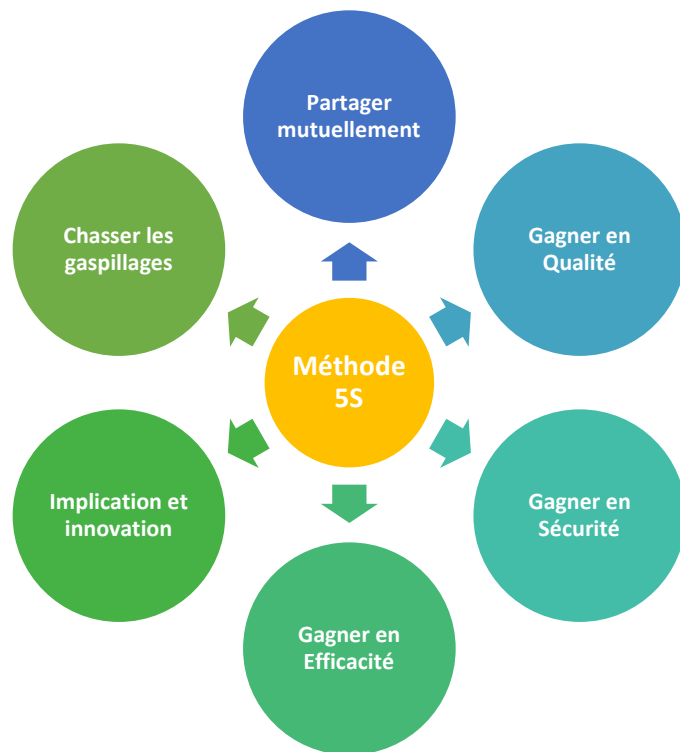 Partager
mutuellement
Chasser les
gaspillages
Gagner en
Qualité
Méthode
5S
Implication et
innovation
Gagner en
Sécurité
Gagner en
Efficacité